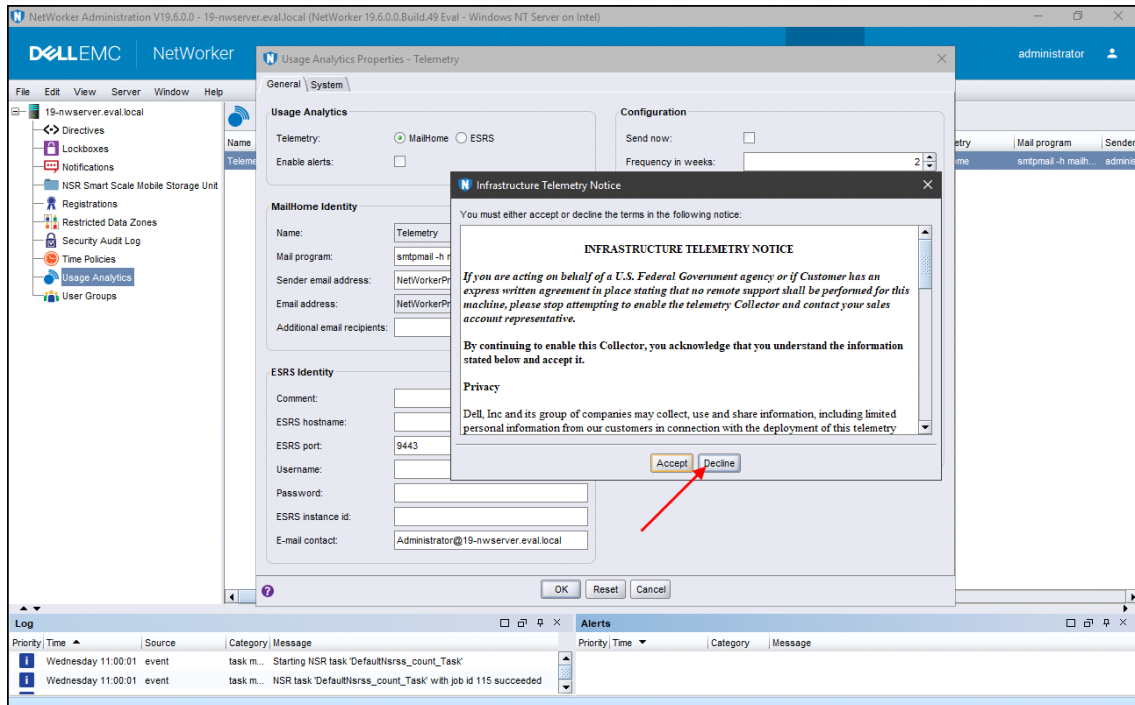 NetWorker Administration V19.6.0.0 - 19-nwserver.eval.local (NetWorker 19.6.0.0.Build.49 Eval - Windows NT Server on Intel)
DELLEMC NetWorker
administrator
File Edit View Server Window Help
19-nwserver.eval.local
Directives
Lockboxes
Notifications
NSR Smart Scale Mobile Storage Unit
Registrations
Restricted Data Zones
Security Audit Log
Time Policies
Usage Analytics
User Groups
Name
Teleme
etry Mail program Sender
ome smtpmail -h mailh... adminis
Usage Analytics Properties - Telemetry
General System
Usage Analytics
Telemetry: MailHome ESRS
Enable alerts:
Configuration
Send now:
Frequency in weeks: 2
MailHome Identity
Name: Telemetry
Mail program: smtpmail -h
Sender email address: NetWorkerPr
Email address: NetWorkerPr
Additional email recipients:
ESRS Identity
Comment:
ESRS hostname:
ESRS port: 9443
Username:
Password:
ESRS instance id:
E-mail contact: Administrator@19-nwserver.eval.local
OK Reset Cancel
Infrastructure Telemetry Notice
You must either accept or decline the terms in the following notice:
INFRASTRUCTURE TELEMETRY NOTICE
If you are acting on behalf of a U.S. Federal Government agency or if Customer has an
express written agreement in place stating that no remote support shall be performed for this
machine, please stop attempting to enable the telemetry Collector and contact your sales
account representative.
By continuing to enable this Collector, you acknowledge that you understand the information
stated below and accept it.
Privacy
Dell, Inc and its group of companies may collect, use and share information, including limited
personal information from our customers in connection with the deployment of this telemetry
Accept Decline
Log
Priority Time Source Category Message
Wednesday 11:00:01 event task m... Starting NSR task 'DefaultNsrss_count_Task'
Wednesday 11:00:01 event task m... NSR task 'DefaultNsrss_count_Task' with job id 115 succeeded
Alerts
Priority Time Category Message